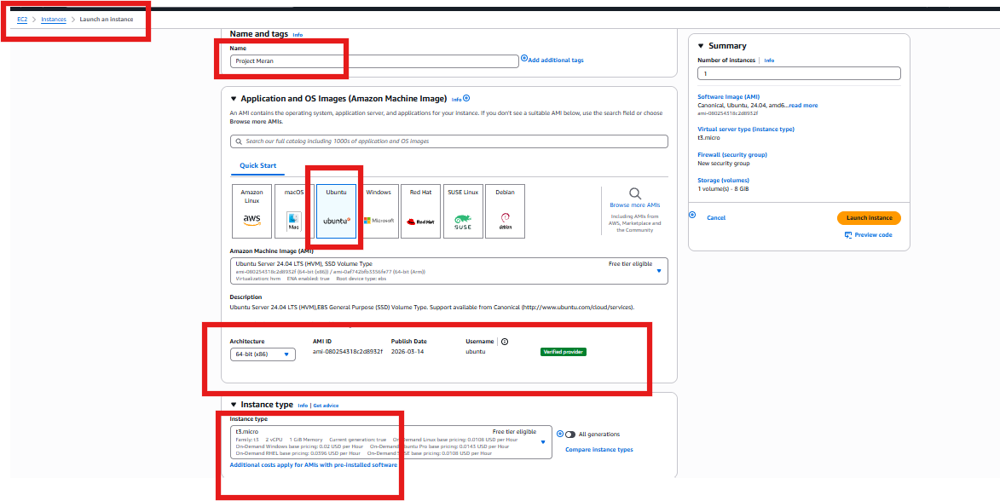 EC2 > Instances > Launch an instance
Name and tags Info
Name
Project Meran
Add additional tags
Application and OS Images (Amazon Machine Image) Info
An AMI contains the operating system, application server, and applications for your instance. If you don't see a suitable AMI below, use the search field or choose
Browse more AMIs.
Search our full catalog including 1000s of application and OS images
Quick Start
Amazon Linux
aws
macOS
Mac
Ubuntu
ubuntu
Windows
Microsoft
Red Hat
Red Hat
SUSE Linux
SUSE
Debian
debian
Browse more AMIs
Including AMIs from
AWS, Marketplace and
the Community
Amazon Machine Image (AMI)
Ubuntu Server 24.04 LTS (HVM), SSD Volume Type
Free tier eligible
ami-080254318c2d8932f (64-bit (x86)) / ami-0af742bfb3356fe77 (64-bit (Arm))
Virtualization: hvm ENA enabled: true Root device type: ebs
Description
Ubuntu Server 24.04 LTS (HVM),EBS General Purpose (SSD) Volume Type. Support available from Canonical (http://www.ubuntu.com/cloud/services).
Architecture AMI ID Publish Date Username
64-bit (x86) ami-080254318c2d8932f 2026-03-14 ubuntu Verified provider
Instance type Info | Get advice
Instance type
t3.micro Free tier eligible
Family: t3 2 vCPU 1 GiB Memory Current generation: true On-Demand Linux base pricing: 0.0108 USD per Hour
On-Demand Windows base pricing: 0.02 USD per Hour On-Demand Ubuntu Pro base pricing: 0.0143 USD per Hour
On-Demand RHEL base pricing: 0.0396 USD per Hour On-Demand SUSE base pricing: 0.0108 USD per Hour
All generations
Compare instance types
Additional costs apply for AMIs with pre-installed software
Summary
Number of instances Info
1
Software Image (AMI)
Canonical, Ubuntu, 24.04, amd6...read more
ami-080254318c2d8932f
Virtual server type (instance type)
t3.micro
Firewall (security group)
New security group
Storage (volumes)
1 volume(s) - 8 GiB
Cancel
Launch instance
Preview code